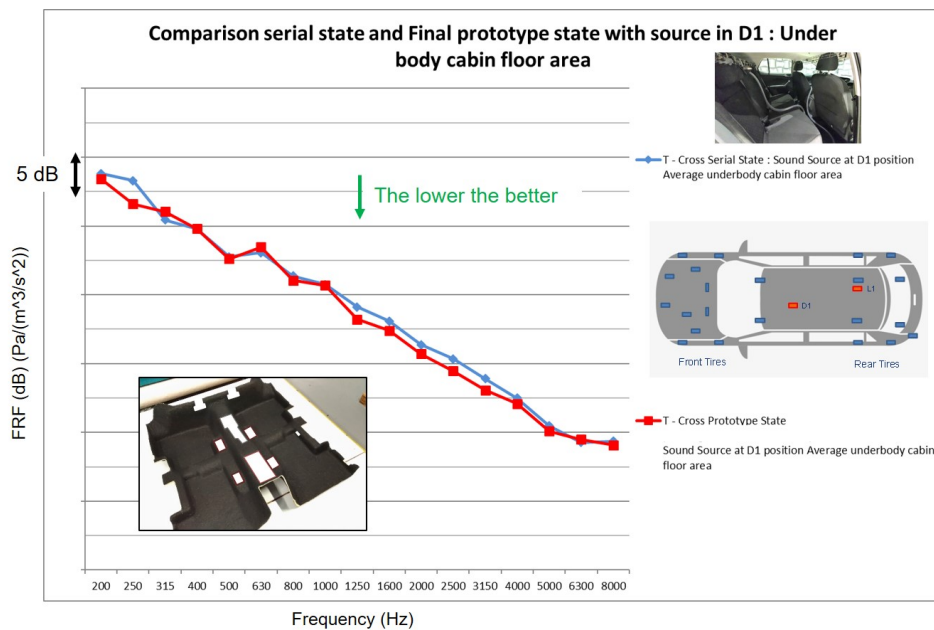 Comparison serial state and Final prototype state with source in D1 : Under
body cabin floor area
5 dB
The lower the better
T - Cross Serial State : Sound Source at D1 position
Average underbody cabin floor area
L1
D1
Front Tires
Rear Tires
T - Cross Prototype State
Sound Source at D1 position Average underbody cabin
floor area
FRF (dB) (Pa/(m^3/s^2))
200 250 315 400 500 630 800 1000 1250 1600 2000 2500 3150 4000 5000 6300 8000
Frequency (Hz)